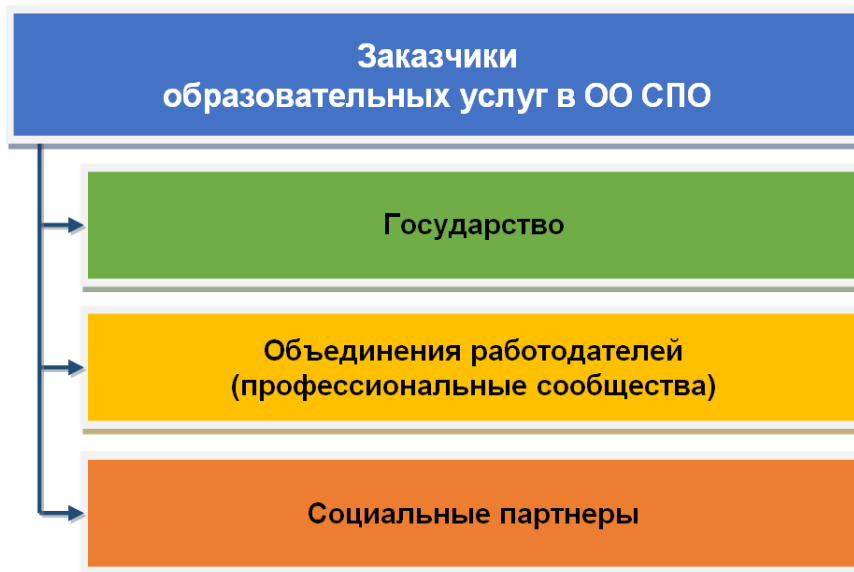 Заказчики
образовательных услуг в ОО СПО
Государство
Объединения работодателей
(профессиональные сообщества)
Социальные партнеры